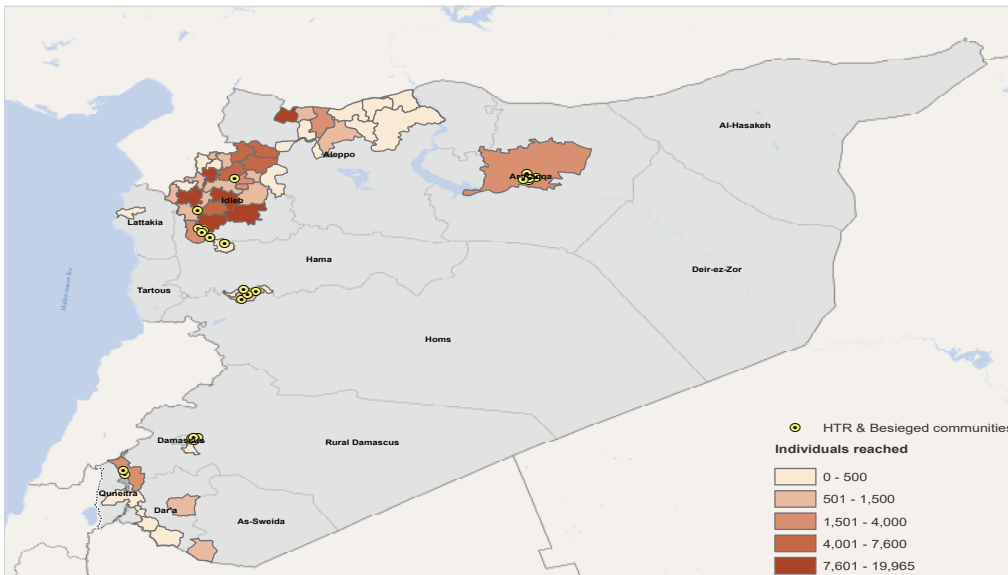 Al-Hasakeh
Aleppo
Idleb
Lattakia
Hama
Deir-ez-Zor
Tartous
Homs
HTR & Besieged communities
Damascus
Rural Damascus
Individuals reached
0 - 500
Quneitra
501 - 1,500
Dar'a
As-Sweida
1,501 - 4,000
4,001 - 7,600
7,601 - 19,965